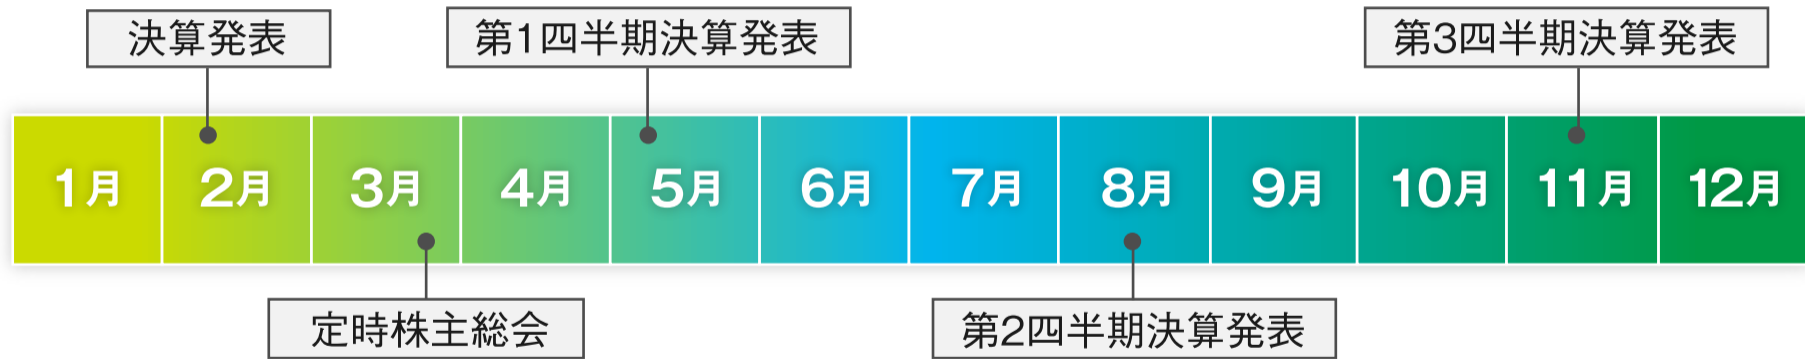 決算発表
第1四半期決算発表
第3四半期決算発表
1月
2月
3月
4月
5月
6月
7月
8月
9月
10月
11月
12月
定時株主総会
第2四半期決算発表